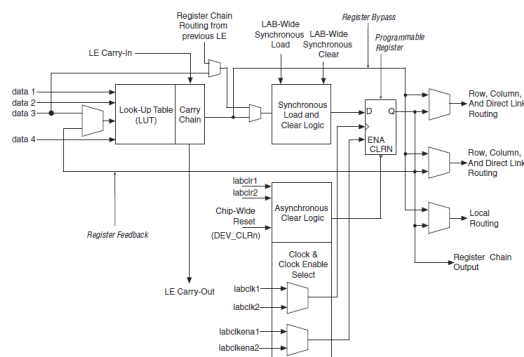 Register Chain
Routing from
previous LE
LAB-Wide
Synchronous
Load
LAB-Wide
Synchronous
Clear
Register Bypass
Programmable
Register
LE Carry-In
data 1
data 2
data 3
data 4
Look-Up Table
(LUT)
Carry
Chain
Synchronous
Load and
Clear Logic
D
Q
ENA
CLRN
Row, Column,
And Direct Link
Routing
Row, Column,
And Direct Link
Routing
Local
Routing
Register Chain
Output
Register Feedback
labclr1
labclr2
Chip-Wide
Reset
(DEV_CLRn)
Asynchronous
Clear Logic
Clock &
Clock Enable
Select
LE Carry-Out
labclk1
labclk2
labclkena1
labclkena2